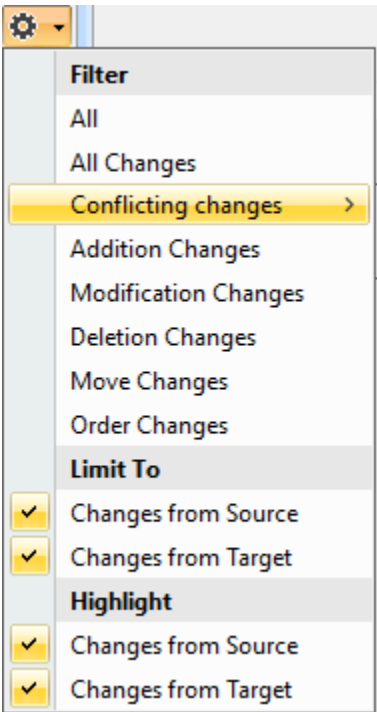 Filter
All
All Changes
Conflicting changes
Addition Changes
Modification Changes
Deletion Changes
Move Changes
Order Changes
Limit To
Changes from Source
Changes from Target
Highlight
Changes from Source
Changes from Target